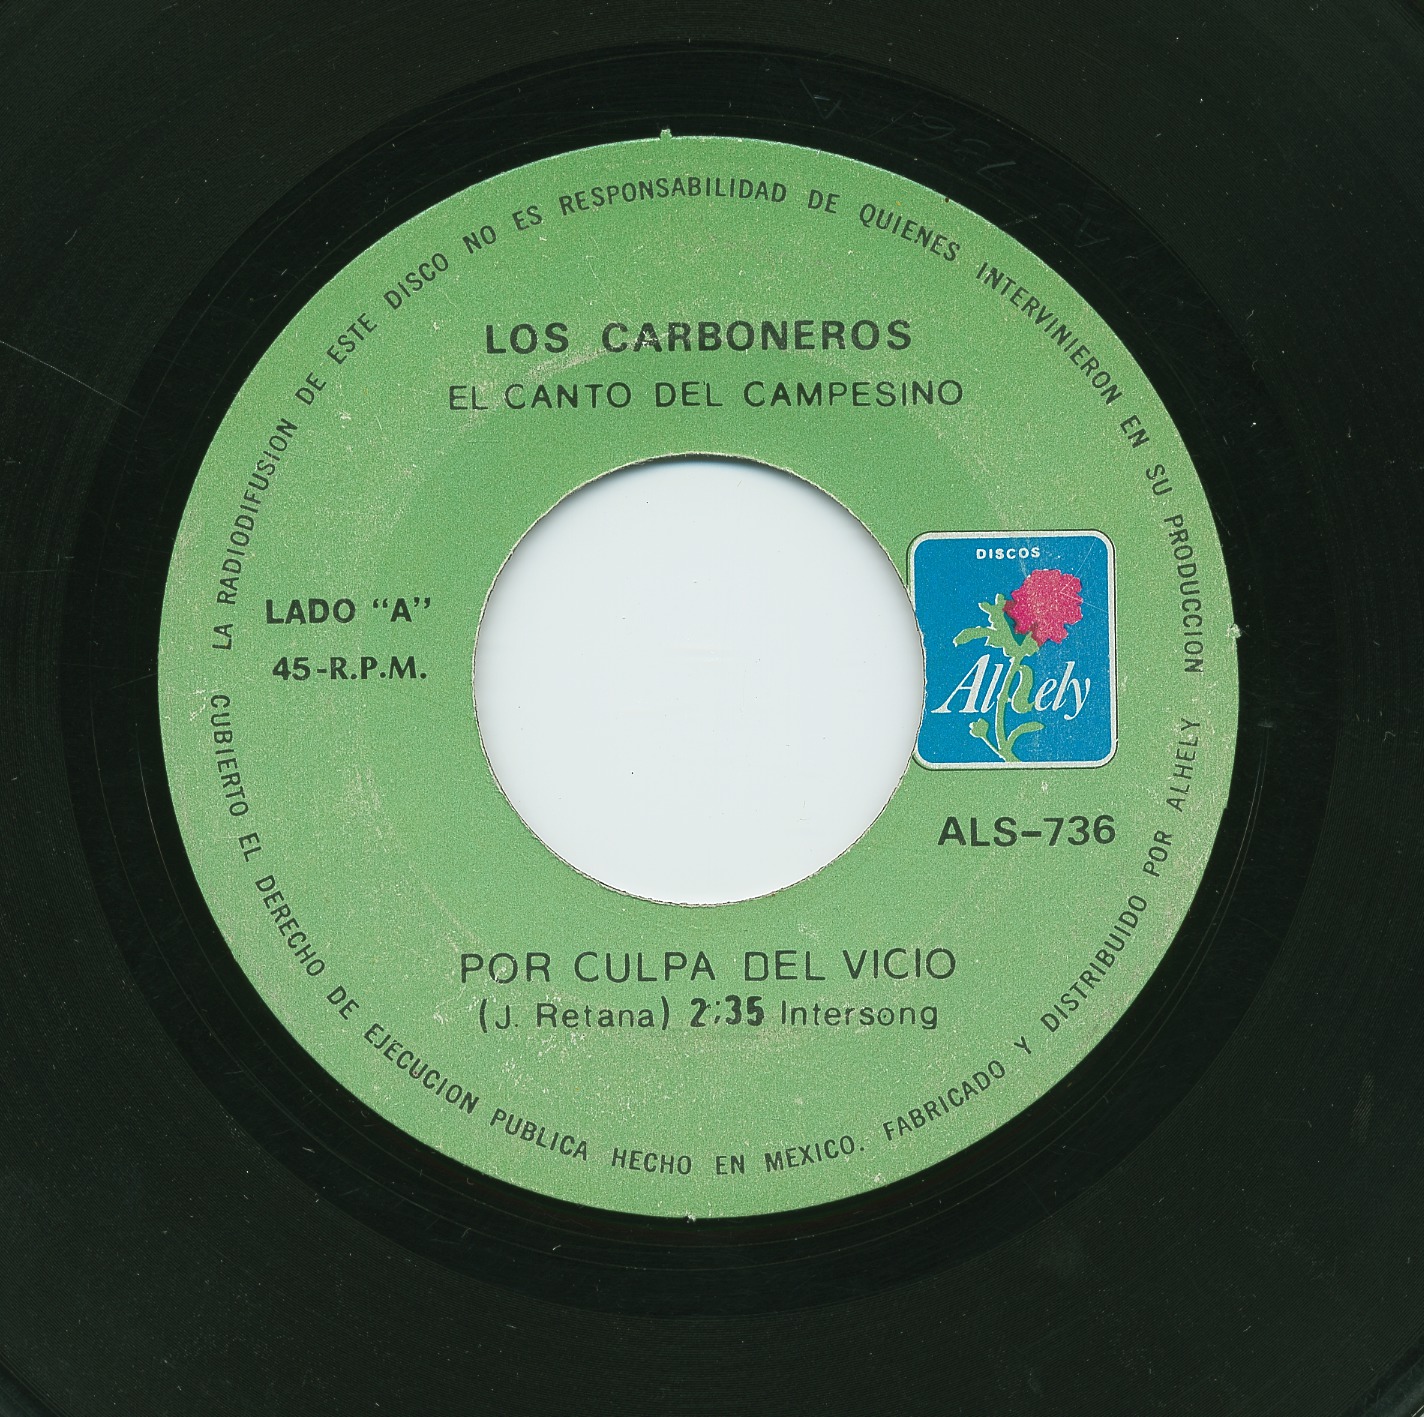 LA RADIODIFUSION DE ESTE DISCO NO ES RESPONSABILIDAD DE QUIENES INTERVINIERON EN SU PRODUCCION
LOS CARBONEROS
EL CANTO DEL CAMPESINO
LADO “A”
45-R.P.M.
DISCOS
Alhely
ALS-736
POR CULPA DEL VICIO
(J. Retana) 2:35 Intersong
CUBIERTO EL DERECHO DE EJECUCION PUBLICA HECHO EN MEXICO. FABRICADO Y DISTRIBUIDO POR ALHELY